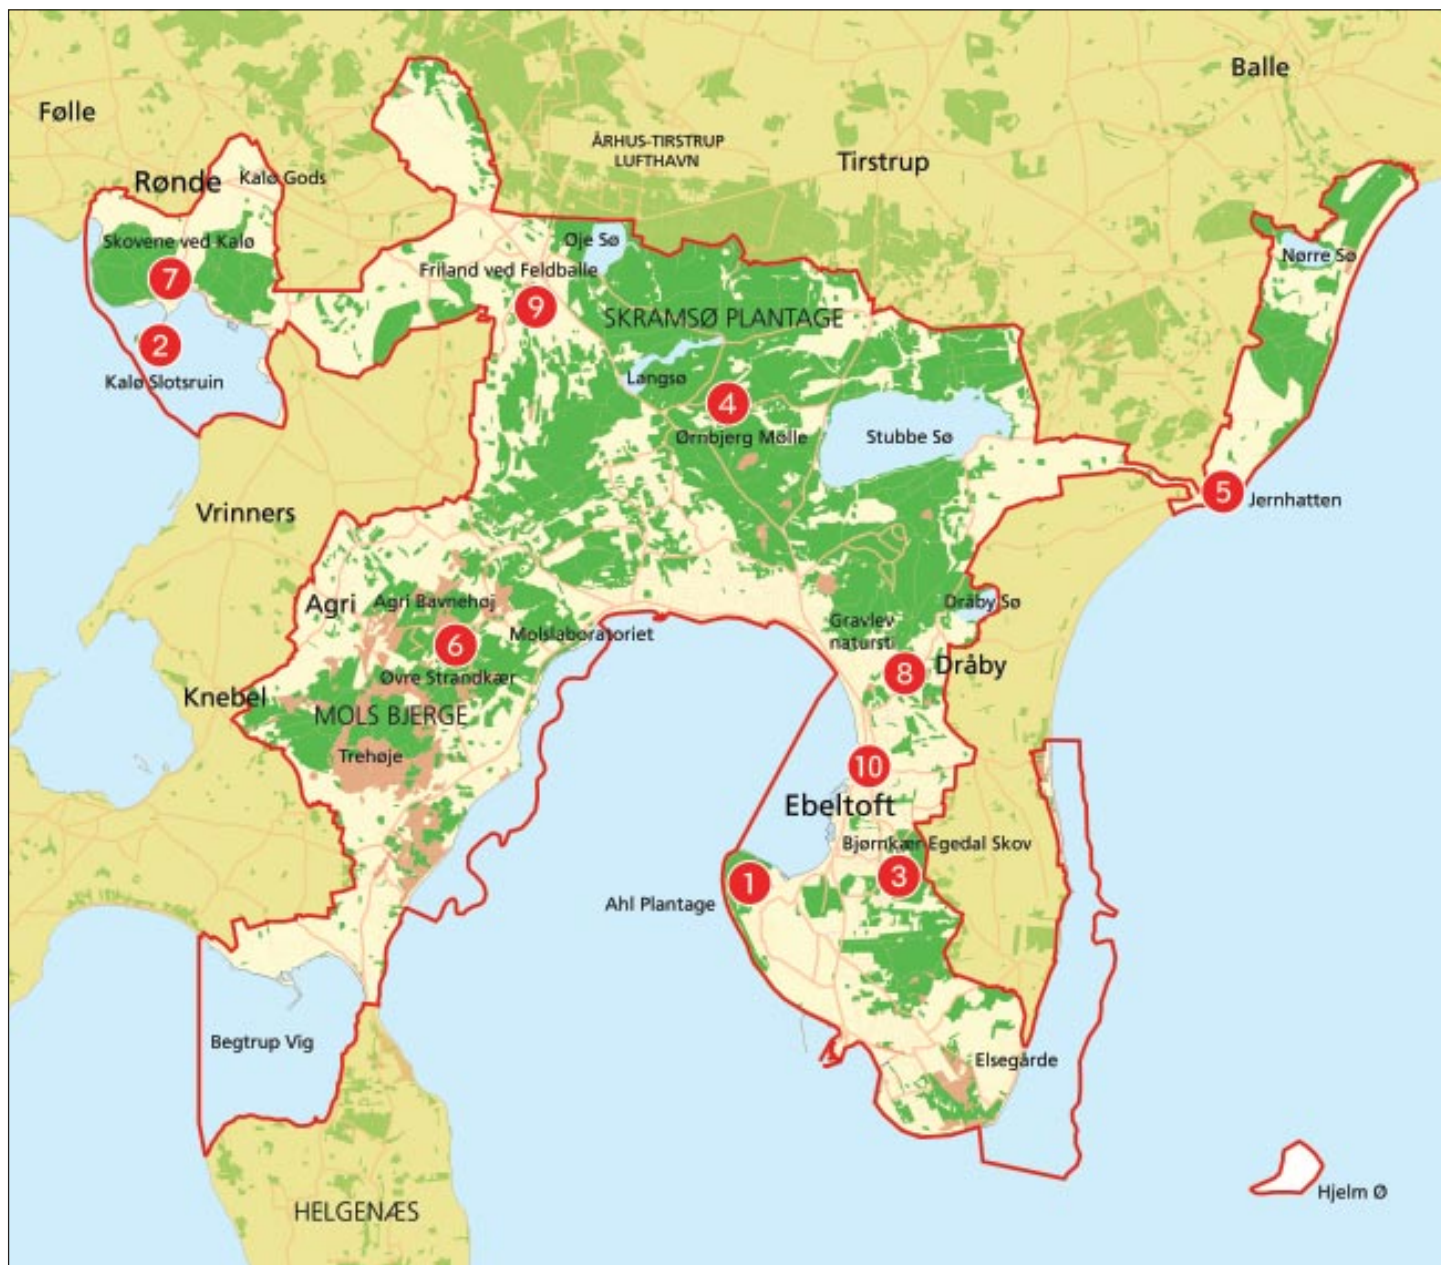 Balle
Følle
ÅRHUS-TIRSTRUP
LUFTHAVN
Tirstrup
Rønde
Kalø Gods
Skovene ved Kalø
Øje Sø
Nørre Sø
7
Friland ved Feldballe
9
SKRAMSØ PLANTAGE
2
Kalø Slotsruin
Langsø
4
Ørnbjerg Mølle
Stubbe Sø
5
Jernhatten
Vrinners
Agri
Agri Bavnehøj
Dråby Sø
Gravlev
natursti
Molslaboratoriet
6
Øvre Strandkær
8
Dråby
Knebel
MOLS BJERGE
Trehøje
10
Ebeltoft
Bjørnkær Egedal Skov
1
3
Ahl Plantage
Begtrup Vig
Elsegårde
HELGENÆS
Hjelm Ø